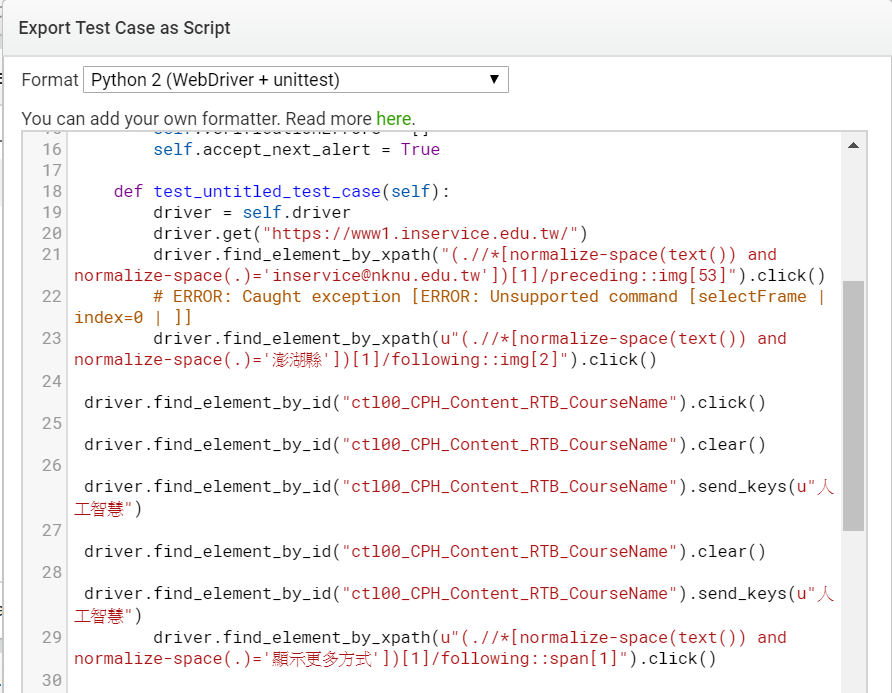 Export Test Case as Script
Format Python 2 (WebDriver + unittest)
You can add your own formatter. Read more here.
16 self.accept_next_alert = True
17
18 def test_untitled_test_case(self):
19 driver = self.driver
20 driver.get("https://www1.inservice.edu.tw/")
21 driver.find_element_by_xpath("(.//*[normalize-space(text()) and
normalize-space(.)='inservice@nknu.edu.tw'])[1]/preceding::img[53]").click()
22 # ERROR: Caught exception [ERROR: Unsupported command [selectFrame |
index=0 | ]]
23 driver.find_element_by_xpath(u"(.//*[normalize-space(text()) and
normalize-space(.)='澎湖縣'])[1]/following::img[2]").click()
24
driver.find_element_by_id("ctl00_CPH_Content_RTB_CourseName").click()
25
driver.find_element_by_id("ctl00_CPH_Content_RTB_CourseName").clear()
26
driver.find_element_by_id("ctl00_CPH_Content_RTB_CourseName").send_keys(u"人
工智慧")
27
driver.find_element_by_id("ctl00_CPH_Content_RTB_CourseName").clear()
28
driver.find_element_by_id("ctl00_CPH_Content_RTB_CourseName").send_keys(u"人
工智慧")
29 driver.find_element_by_xpath(u"(.//*[normalize-space(text()) and
normalize-space(.)='顯示更多方式'])[1]/following::span[1]").click()
30